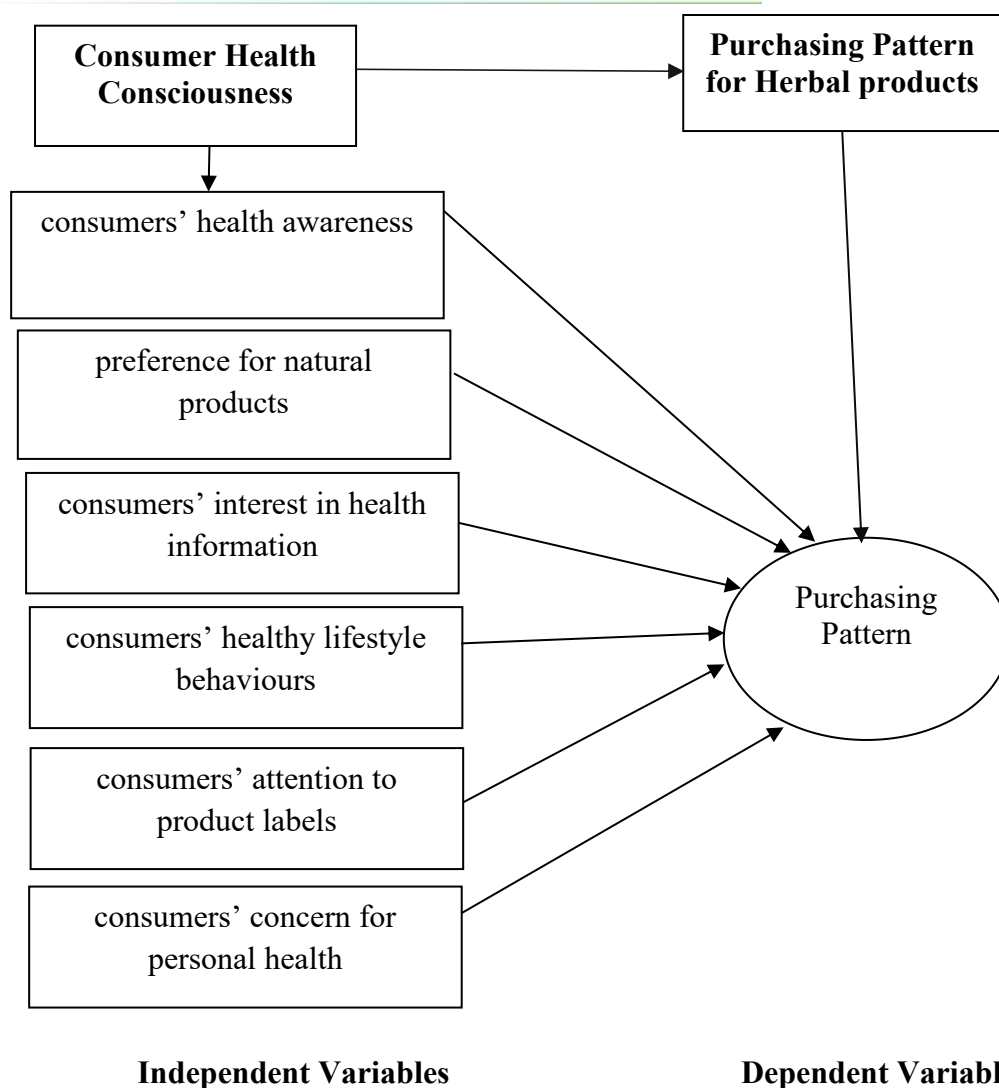 Consumer Health
Consciousness
Purchasing Pattern
for Herbal products
consumers’ health awareness
preference for natural
products
consumers’ interest in health
information
consumers’ healthy lifestyle
behaviours
consumers’ attention to
product labels
consumers’ concern for
personal health
Purchasing
Pattern
Independent Variables
Dependent Variabl